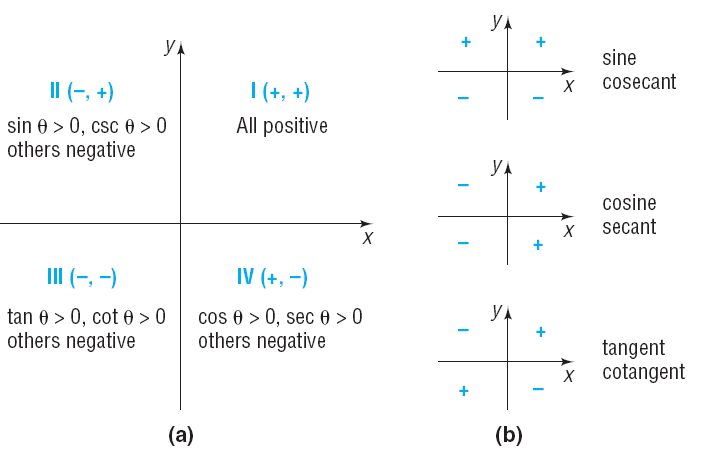 y
II (−, +)
sin θ > 0, csc θ > 0
others negative
I (+, +)
All positive
x
III (−, −)
tan θ > 0, cot θ > 0
others negative
IV (+, −)
cos θ > 0, sec θ > 0
others negative
(a)
y
+ +
x
− −
sine
cosecant
y
− +
x
− +
cosine
secant
y
− +
x
+ −
tangent
cotangent
(b)